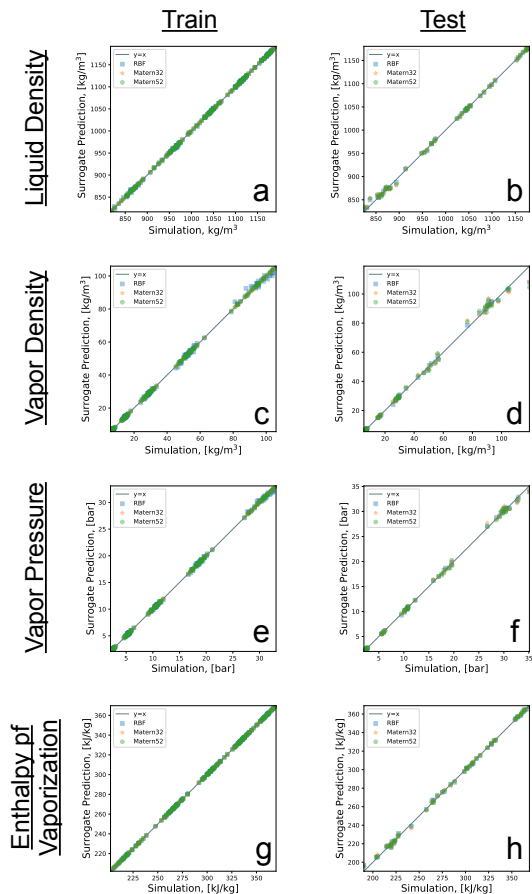 Train
Test
Liquid Density
Surrogate Prediction, [kg/m³]
1150
1100
1050
1000
950
900
850
y=x
RBF
Matern32
Matern52
a
850 900 950 1000 1050 1100 1150
Simulation, kg/m³
Surrogate Prediction, [kg/m³]
1150
1100
1050
1000
950
900
850
y=x
RBF
Matern32
Matern52
b
850 900 950 1000 1050 1100 1150
Simulation, kg/m³
Vapor Density
Surrogate Prediction, [kg/m³]
100
80
60
40
20
y=x
RBF
Matern32
Matern52
c
20 40 60 80 100
Simulation, [kg/m³]
Surrogate Prediction, [kg/m³]
100
80
60
40
20
y=x
RBF
Matern32
Matern52
d
20 40 60 80 100
Simulation, [kg/m³]
Vapor Pressure
Surrogate Prediction, [bar]
30
25
20
15
10
5
y=x
RBF
Matern32
Matern52
e
5 10 15 20 25 30
Simulation, [bar]
Surrogate Prediction, [bar]
35
30
25
20
15
10
5
y=x
RBF
Matern32
Matern52
f
5 10 15 20 25 30 35
Simulation, [bar]
Enthalpy pf
Vaporization
Surrogate Prediction, [kJ/kg]
360
340
320
300
280
260
240
220
y=x
RBF
Matern32
Matern52
g
225 250 275 300 325 350
Simulation, [kJ/kg]
Surrogate Prediction, [kJ/kg]
360
340
320
300
280
260
240
220
200
y=x
RBF
Matern32
Matern52
h
200 225 250 275 300 325 350
Simulation, [kJ/kg]